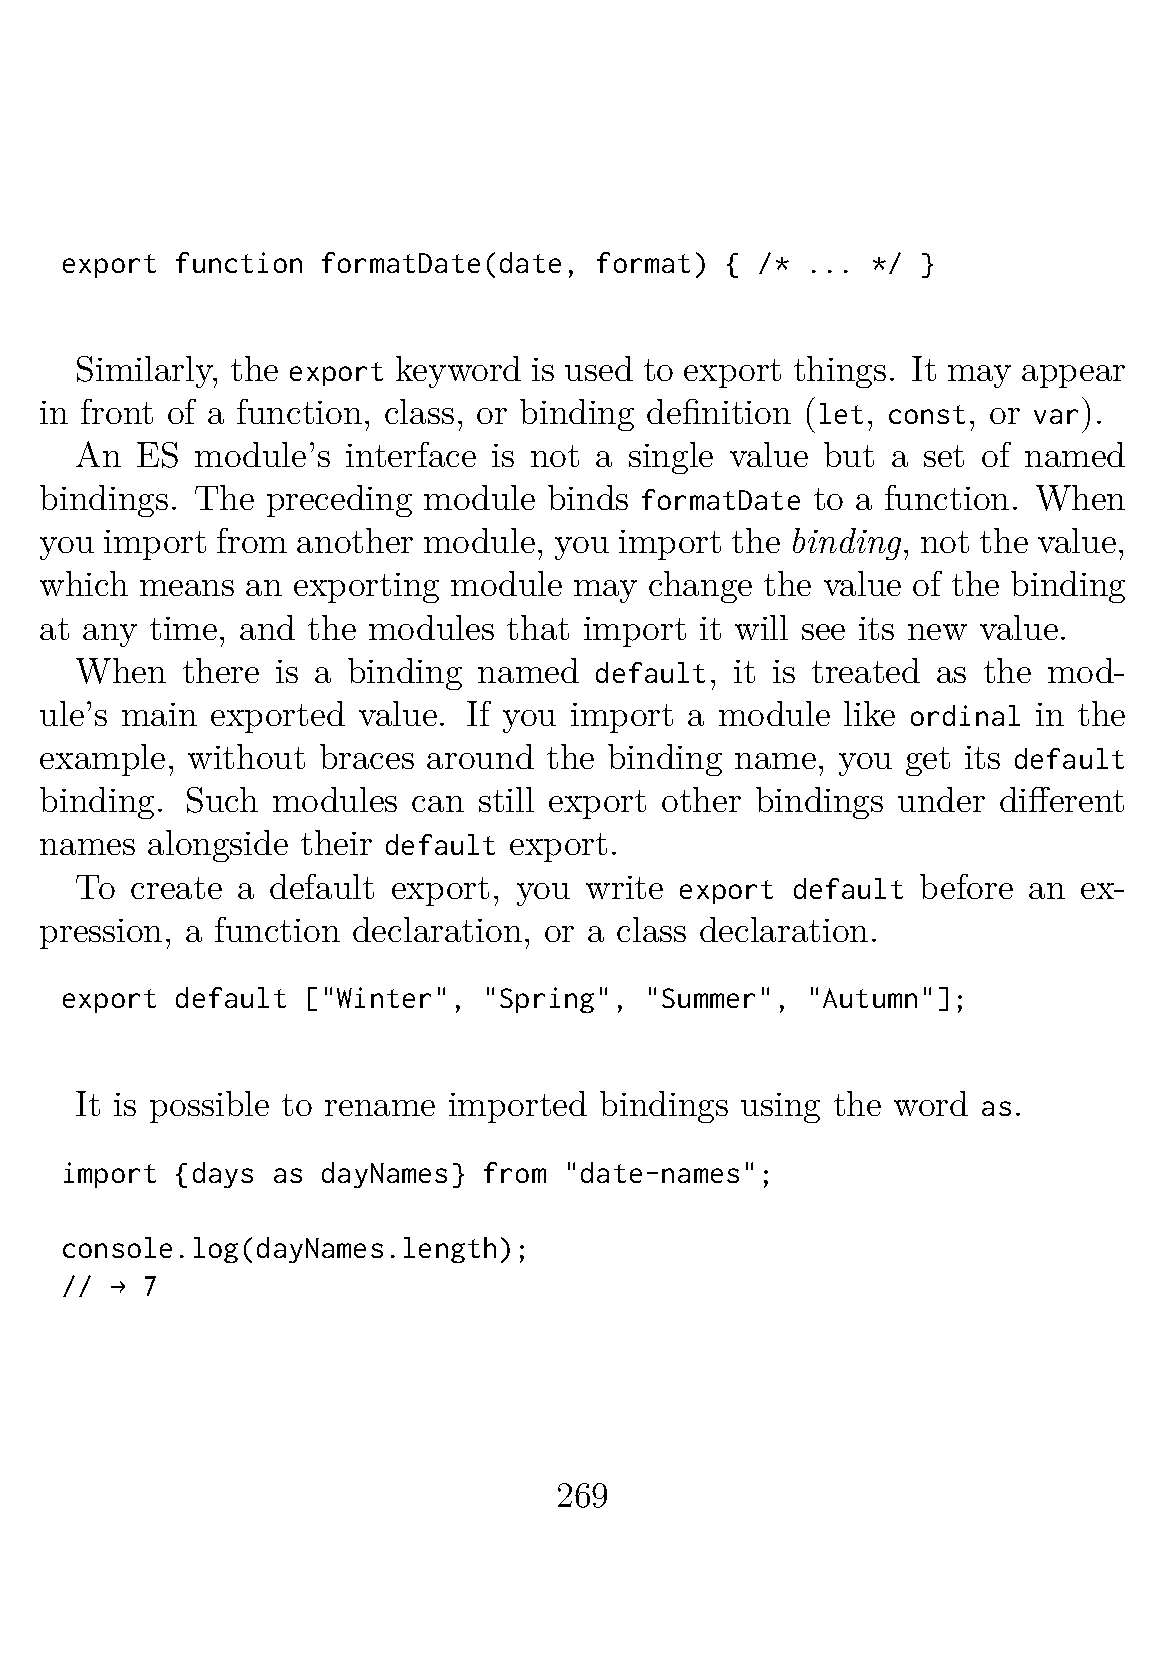 export function formatDate(date, format) { /* ... */ }
Similarly, the export keyword is used to export things. It may appear
in front of a function, class, or binding definition (let, const, or var).
An ES module's interface is not a single value but a set of named
bindings. The preceding module binds formatDate to a function. When
you import from another module, you import the binding, not the value,
which means an exporting module may change the value of the binding
at any time, and the modules that import it will see its new value.
When there is a binding named default, it is treated as the mod-
ule's main exported value. If you import a module like ordinal in the
example, without braces around the binding name, you get its default
binding. Such modules can still export other bindings under different
names alongside their default export.
To create a default export, you write export default before an ex-
pression, a function declaration, or a class declaration.
export default ["Winter", "Spring", "Summer", "Autumn"];
It is possible to rename imported bindings using the word as.
import {days as dayNames} from "date-names";
console.log(dayNames.length);
// → 7
269